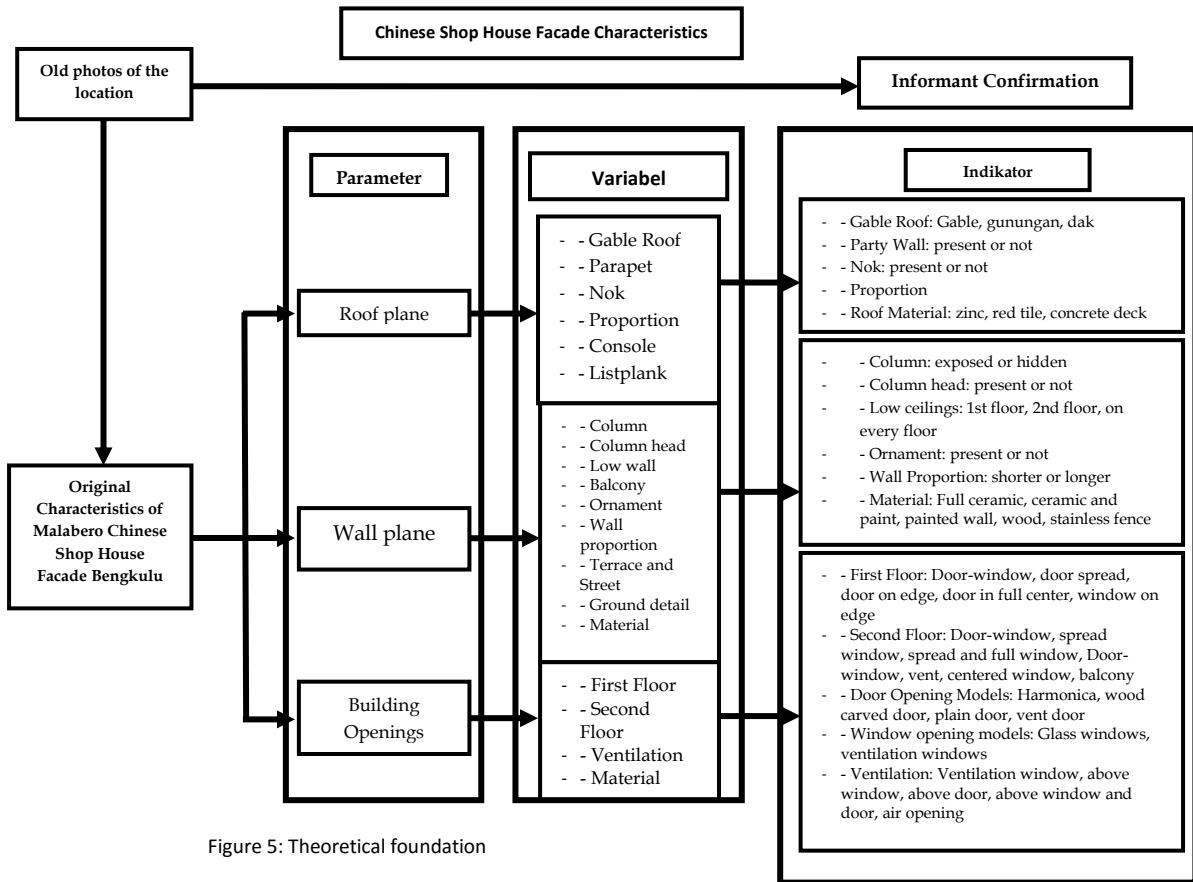 Chinese Shop House Facade Characteristics
Old photos of the
location
Informant Confirmation
Parameter
Variabel
Indikator
Roof plane
- - Gable Roof
- - Parapet
- - Nok
- - Proportion
- - Console
- - Listplank
- - Gable Roof: Gable, gunungan, dak
- - Party Wall: present or not
- - Nok: present or not
- - Proportion
- - Roof Material: zinc, red tile, concrete deck
Original
Characteristics of
Malabero Chinese
Shop House
Facade Bengkulu
Wall plane
- - Column
- - Column head
- - Low wall
- - Balcony
- - Ornament
- - Wall
proportion
- - Terrace and
Street
- - Ground detail
- - Material
- - Column: exposed or hidden
- - Column head: present or not
- - Low ceilings: 1st floor, 2nd floor, on
every floor
- - Ornament: present or not
- - Wall Proportion: shorter or longer
- - Material: Full ceramic, ceramic and
paint, painted wall, wood, stainless fence
Building
Openings
- - First Floor
- - Second
Floor
- - Ventilation
- - Material
- - First Floor: Door-window, door spread,
door on edge, door in full center, window on
edge
- - Second Floor: Door-window, spread
window, spread and full window, Door-
window, vent, centered window, balcony
- - Door Opening Models: Harmonica, wood
carved door, plain door, vent door
- - Window opening models: Glass windows,
ventilation windows
- - Ventilation: Ventilation window, above
window, above door, above window and
door, air opening
Figure 5: Theoretical foundation